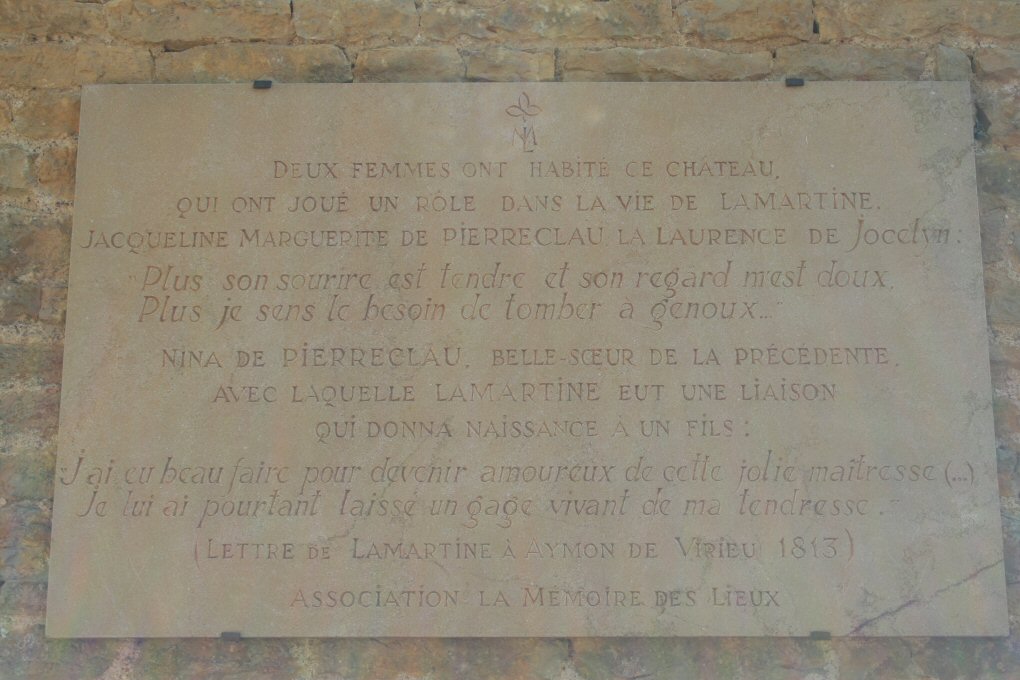 DEUX FEMMES ONT HABITÉ CE CHÂTEAU,
QUI ONT JOUÉ UN RÔLE DANS LA VIE DE LAMARTINE.
JACQUELINE MARGUERITE DE PIERRECLAU LA LAURENCE DE Jocelyn :
"Plus son sourire est tendre et son regard m'est doux,
Plus je sens le besoin de tomber à genoux..."
NINA DE PIERRECLAU, BELLE-SŒUR DE LA PRÉCÉDENTE,
AVEC LAQUELLE LAMARTINE EUT UNE LIAISON
QUI DONNA NAISSANCE À UN FILS :
"J'ai eu beau faire pour devenir amoureux de cette jolie maîtresse (...)
Je lui ai pourtant laissé un gage vivant de ma tendresse."
(LETTRE DE LAMARTINE À AYMON DE VIRIEU 1813)
ASSOCIATION LA MÉMOIRE DES LIEUX